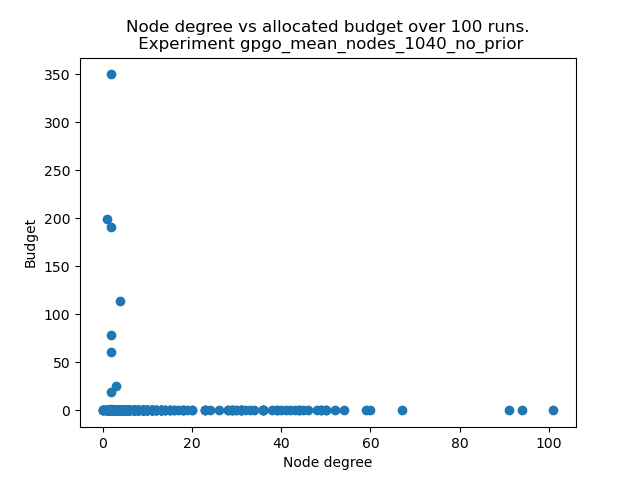 Node degree vs allocated budget over 100 runs.
Experiment gpgo_mean_nodes_1040_no_prior
350
300
250
200
150
100
50
0
Budget
0 20 40 60 80 100
Node degree